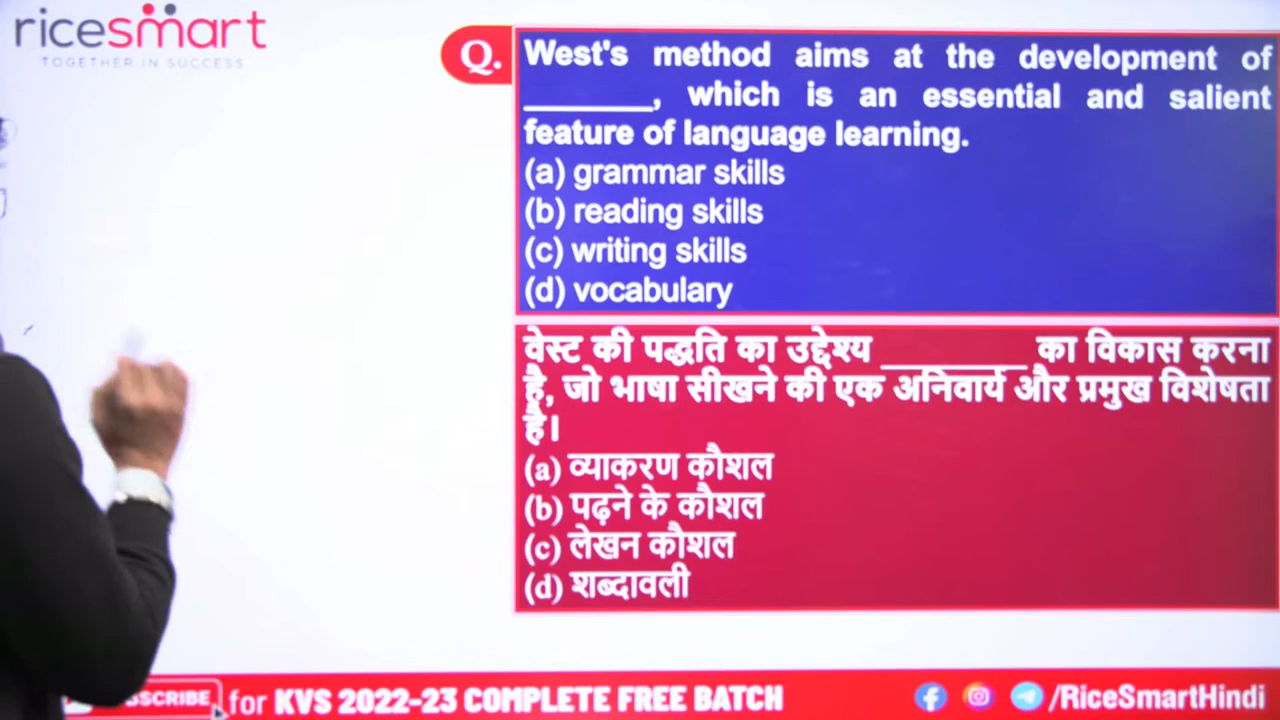 ricesmart
TOGETHER IN SUCCESS
Q.
West's method aims at the development of
_______, which is an essential and salient
feature of language learning.
(a) grammar skills
(b) reading skills
(c) writing skills
(d) vocabulary
वेस्ट की पद्धति का उद्देश्य ________ का विकास करना
है, जो भाषा सीखने की एक अनिवार्य और प्रमुख विशेषता
है।
(a) व्याकरण कौशल
(b) पढ़ने के कौशल
(c) लेखन कौशल
(d) शब्दावली
for KVS 2022-23 COMPLETE FREE BATCH
/RiceSmartHindi